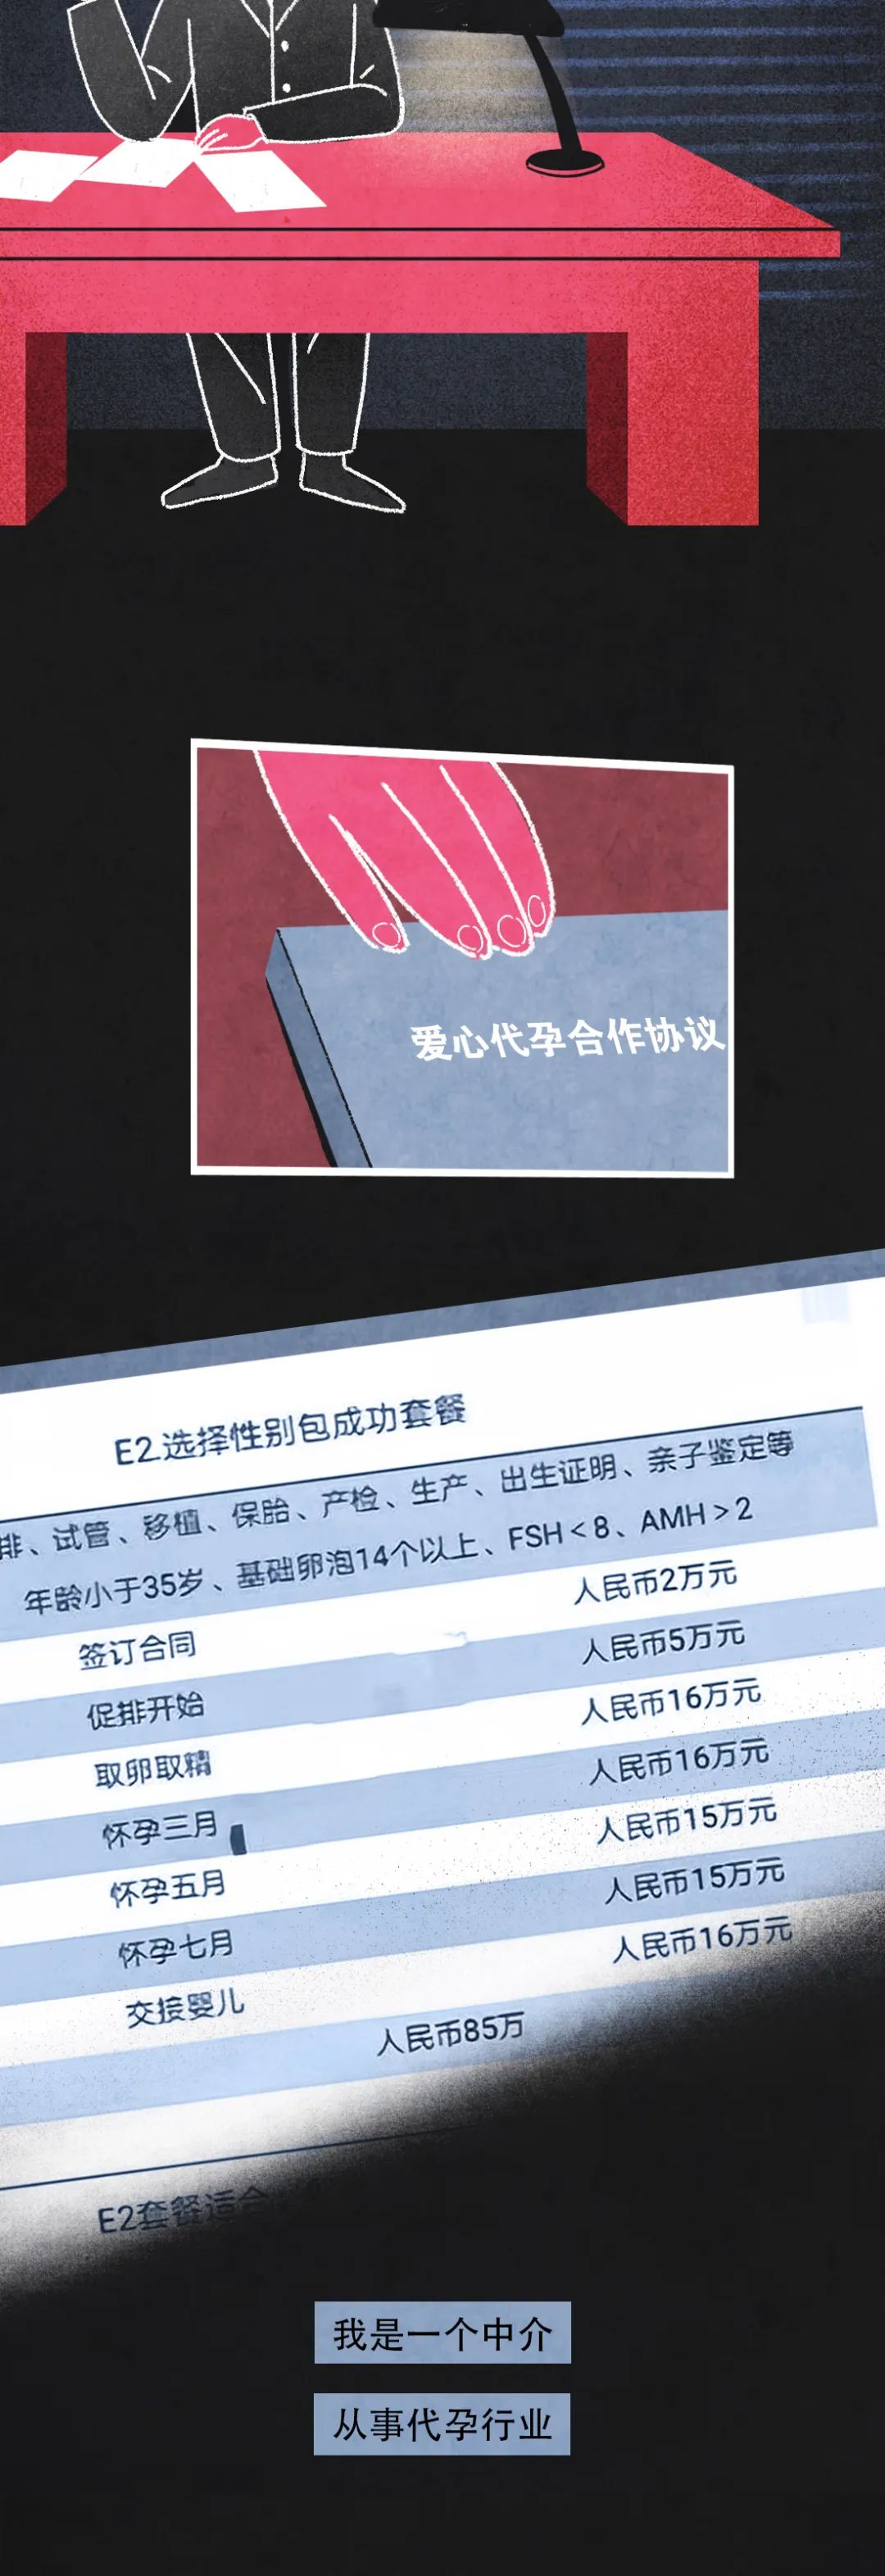 爱心代孕合作协议
E2.选择性别包成功套餐
排、试管、移植、保胎、产检、生产、出生证明、亲子鉴定等
年龄小于35岁、基础卵泡14个以上、FSH<8、AMH>2
签订合同 人民币2万元
促排开始 人民币5万元
取卵取精 人民币16万元
怀孕三月 人民币16万元
怀孕五月 人民币15万元
怀孕七月 人民币15万元
交接婴儿 人民币16万元
人民币85万
E2套餐适合
我是一个中介
从事代孕行业